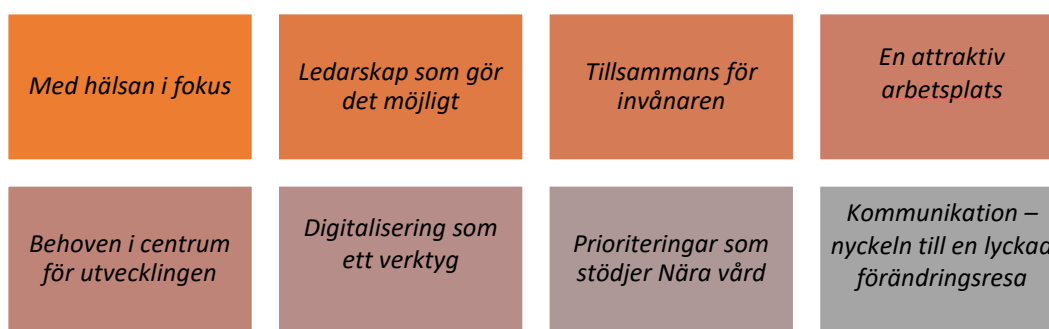 Med hälsan i fokus
Ledarskap som gör
det möjligt
Tillsammans för
invånaren
En attraktiv
arbetsplats
Behoven i centrum
för utvecklingen
Digitalisering som
ett verktyg
Prioriteringar som
stödjer Nära vård
Kommunikation –
nyckeln till en lyckad
förändringsresa